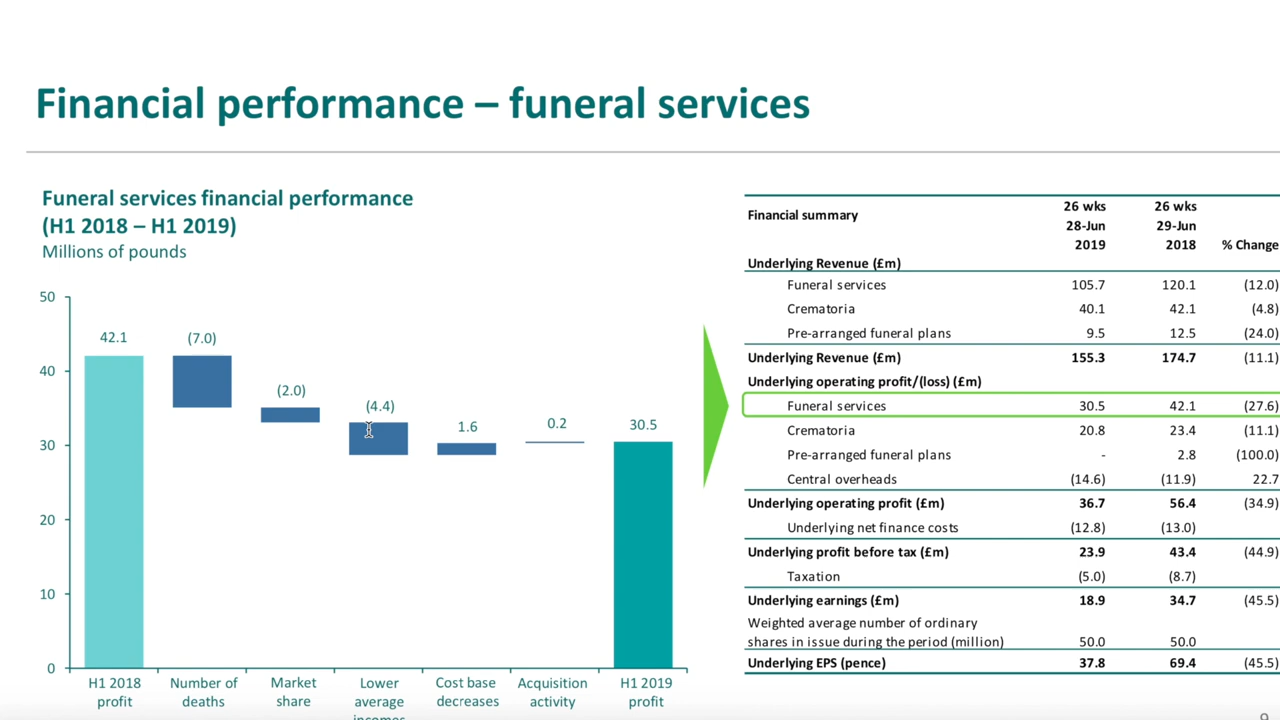 Financial performance – funeral services
Funeral services financial performance
(H1 2018 – H1 2019)
Millions of pounds
50
40
30
20
10
0
42.1
(7.0)
(2.0)
(4.4)
1.6
0.2
30.5
H1 2018
profit
Number of
deaths
Market
share
Lower
average
incomes
Cost base
decreases
Acquisition
activity
H1 2019
profit
Financial summary
26 wks 26 wks
28-Jun 29-Jun
2019 2018 % Change
Underlying Revenue (£m)
Funeral services 105.7 120.1 (12.0)
Crematoria 40.1 42.1 (4.8)
Pre-arranged funeral plans 9.5 12.5 (24.0)
Underlying Revenue (£m) 155.3 174.7 (11.1)
Underlying operating profit/(loss) (£m)
Funeral services 30.5 42.1 (27.6)
Crematoria 20.8 23.4 (11.1)
Pre-arranged funeral plans - 2.8 (100.0)
Central overheads (14.6) (11.9) 22.7
Underlying operating profit (£m) 36.7 56.4 (34.9)
Underlying net finance costs (12.8) (13.0)
Underlying profit before tax (£m) 23.9 43.4 (44.9)
Taxation (5.0) (8.7)
Underlying earnings (£m) 18.9 34.7 (45.5)
Weighted average number of ordinary
shares in issue during the period (million) 50.0 50.0
Underlying EPS (pence) 37.8 69.4 (45.5)